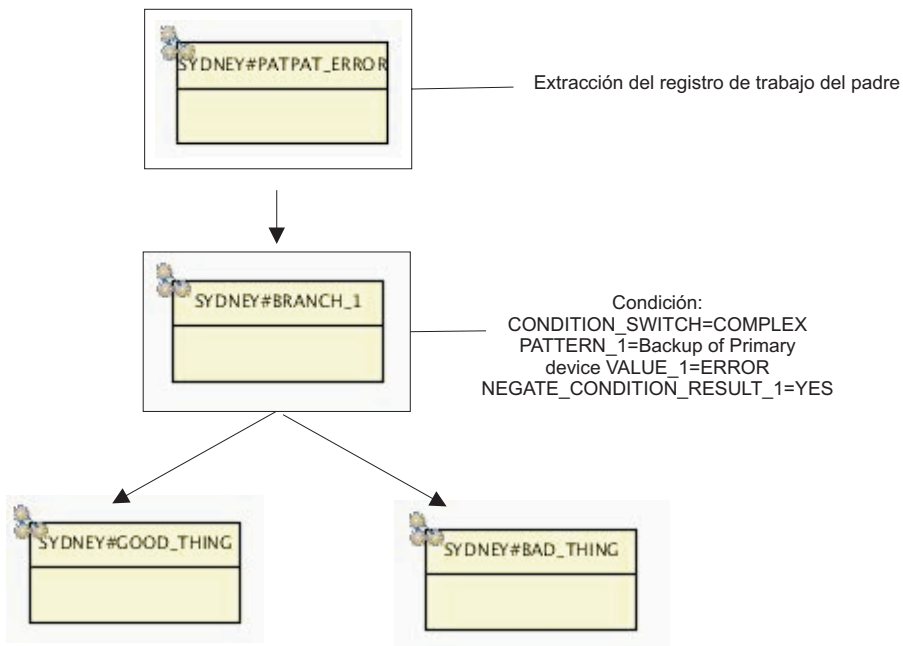 SYDNEY#PATPAT_ERROR
Extracción del registro de trabajo del padre
SYDNEY#BRANCH_1
Condición:
CONDITION_SWITCH=COMPLEX
PATTERN_1=Backup of Primary
device VALUE_1=ERROR
NEGATE_CONDITION_RESULT_1=YES
SYDNEY#GOOD_THING
SYDNEY#BAD_THING